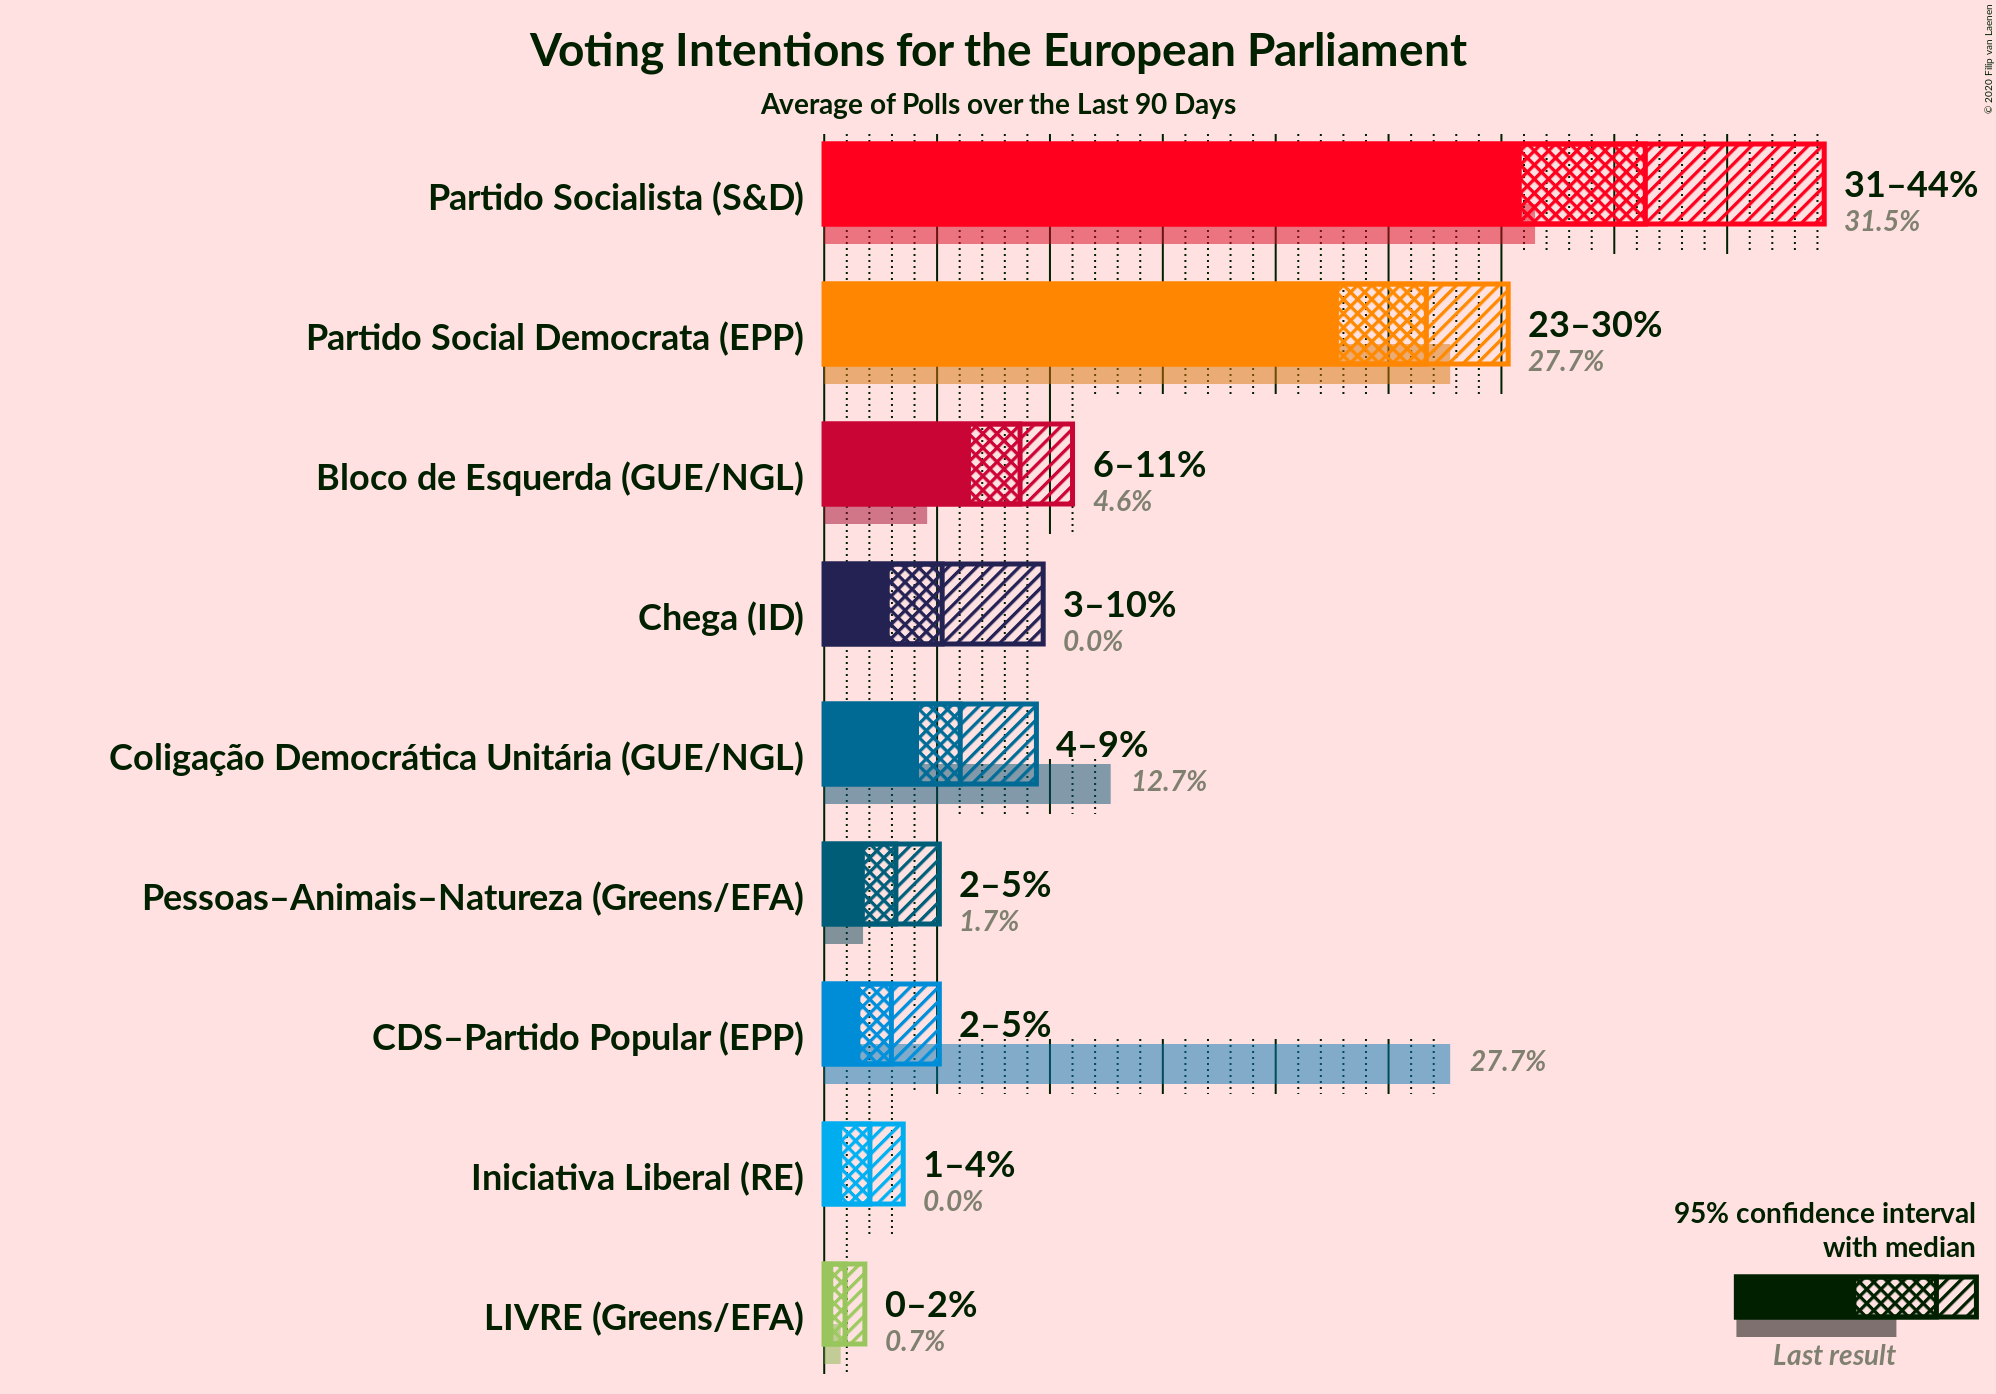 Voting Intentions for the European Parliament
Average of Polls over the Last 90 Days
© 2020 Filip van Laenen
Partido Socialista (S&D)
31–44%
31.5%
Partido Social Democrata (EPP)
23–30%
27.7%
Bloco de Esquerda (GUE/NGL)
6–11%
4.6%
Chega (ID)
3–10%
0.0%
Coligação Democrática Unitária (GUE/NGL)
4–9%
12.7%
Pessoas–Animais–Natureza (Greens/EFA)
2–5%
1.7%
CDS–Partido Popular (EPP)
2–5%
27.7%
Iniciativa Liberal (RE)
1–4%
0.0%
LIVRE (Greens/EFA)
0–2%
0.7%
95% confidence interval
with median
Last result